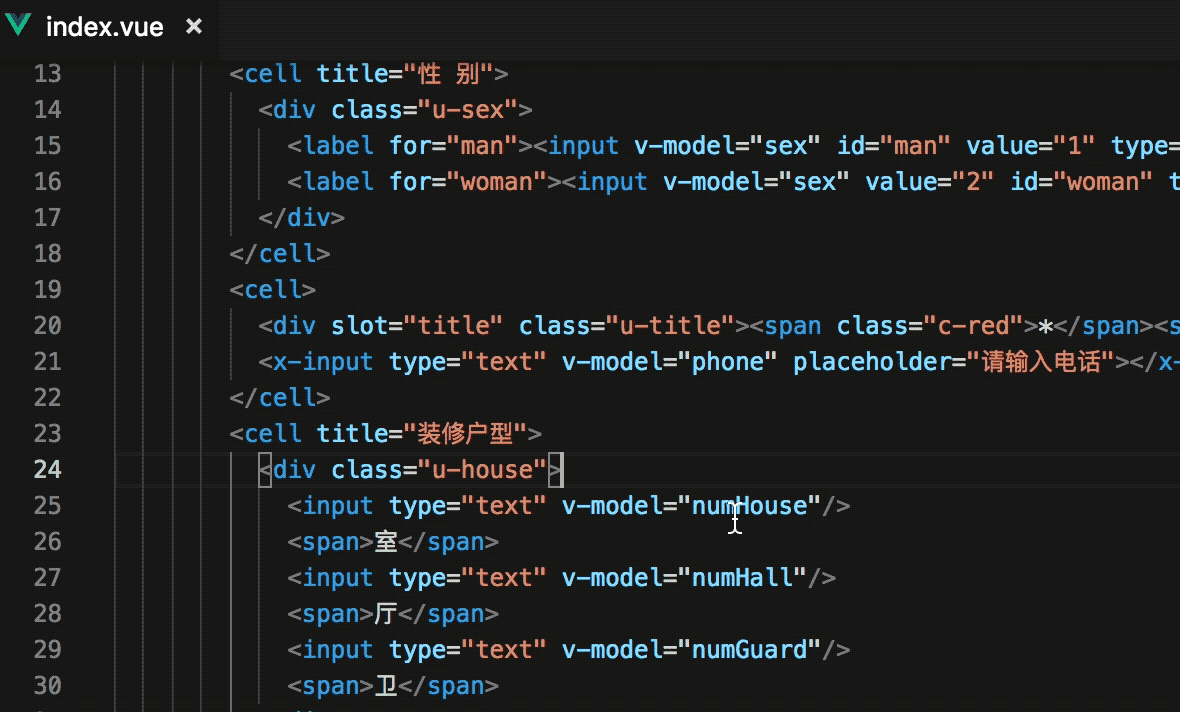 index.vue ×
13 <cell title="性 别">
14 <div class="u-sex">
15 <label for="man"><input v-model="sex" id="man" value="1" type=
16 <label for="woman"><input v-model="sex" value="2" id="woman" t
17 </div>
18 </cell>
19 <cell>
20 <div slot="title" class="u-title"><span class="c-red">*</span><s
21 <x-input type="text" v-model="phone" placeholder="请输入电话"></x-
22 </cell>
23 <cell title="装修户型">
24 <div class="u-house">
25 <input type="text" v-model="numHouse"/>
26 <span>室</span>
27 <input type="text" v-model="numHall"/>
28 <span>厅</span>
29 <input type="text" v-model="numGuard"/>
30 <span>卫</span>